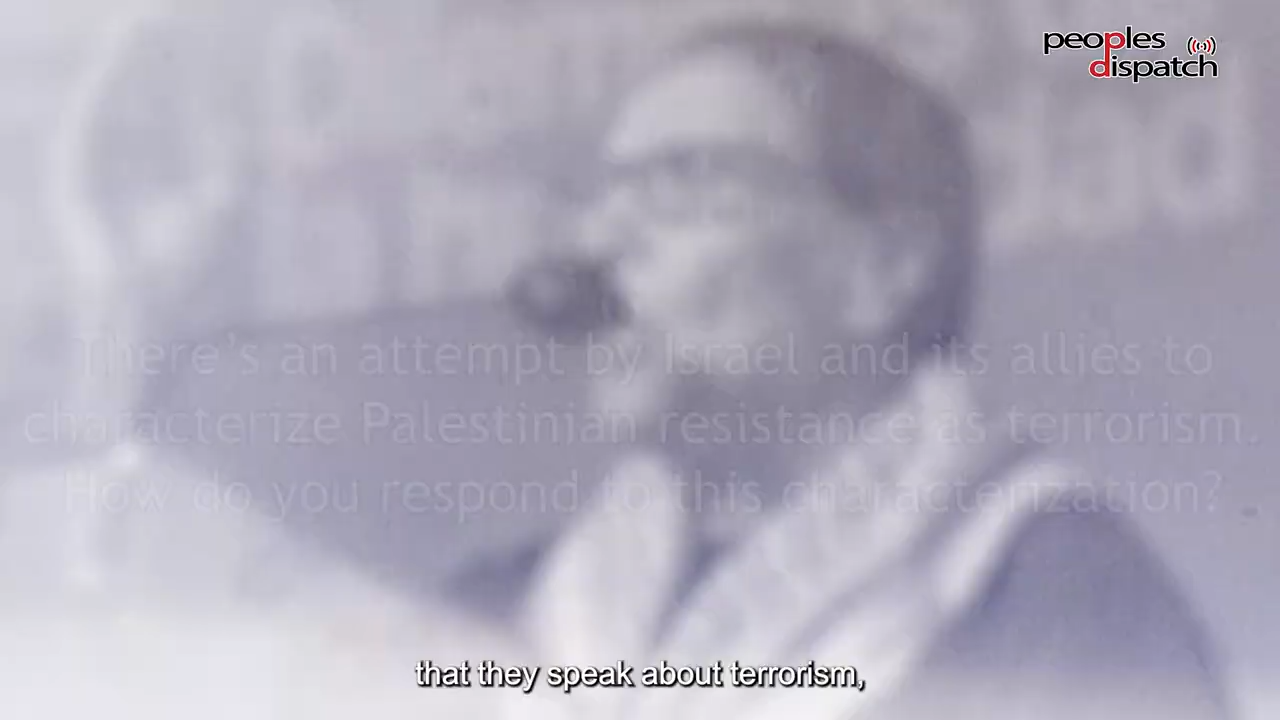 peoples
dispatch
There's an attempt by Israel and its allies to
characterize Palestinian resistance as terrorism.
How do you respond to this characterization?
that they speak about terrorism,